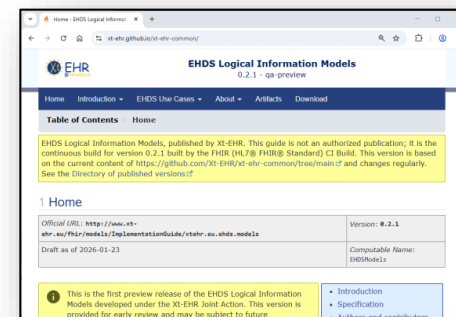 Home - EHDS Logical Informati
xt-ehr.github.io/xt-ehr-common/
EHR
EHDS Logical Information Models
0.2.1 - qa-preview
Home Introduction EHDS Use Cases About Artifacts Download
Table of Contents Home
EHDS Logical Information Models, published by Xt-EHR. This guide is not an
authorized publication; it is the
continuous build for version 0.2.1 built by the FHIR (HL7® FHIR® Standard) CI Build. This version is based
on the current content of https://github.com/Xt-EHR/xt-ehr-common/tree/main and changes regularly.
See the Directory of published versions
1 Home
Official URL: http://www.xt-
ehr.eu/fhir/models/ImplementationGuide/xtehr.eu.ehds.models
Version: 0.2.1
Draft as of 2026-01-23
Computable Name:
EHDSModels
This is the first preview release of the EHDS Logical Information
Models developed under the Xt-EHR Joint Action. This version is
provided for early review and may be subject to future
Introduction
Specification
Authors and contributors